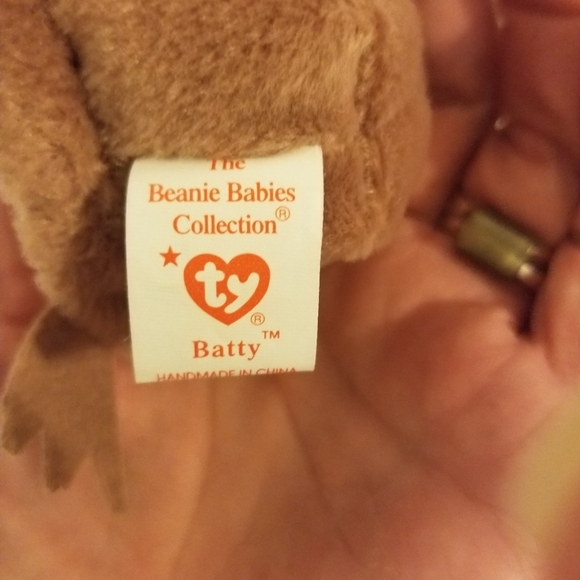 The
Beanie Babies
Collection®
★ ty ®
Batty™
HANDMADE IN CHINA